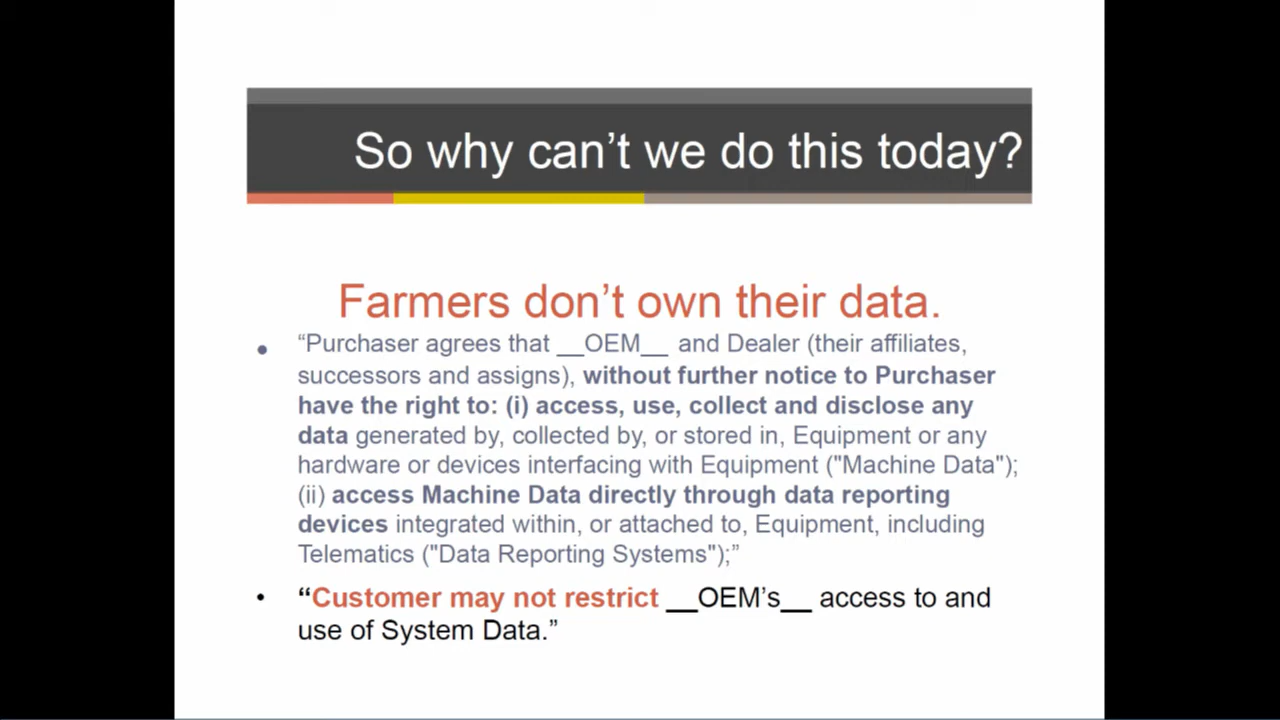 So why can’t we do this today?
Farmers don’t own their data.
• “Purchaser agrees that __OEM__ and Dealer (their affiliates,
successors and assigns), without further notice to Purchaser
have the right to: (i) access, use, collect and disclose any
data generated by, collected by, or stored in, Equipment or any
hardware or devices interfacing with Equipment ("Machine Data");
(ii) access Machine Data directly through data reporting
devices integrated within, or attached to, Equipment, including
Telematics ("Data Reporting Systems");”
• “Customer may not restrict __OEM’s__ access to and
use of System Data.”